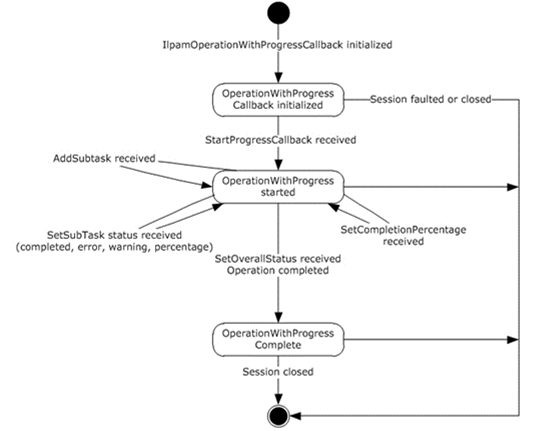 IIpamOperationWithProgressCallback initialized
OperationWithProgress
Callback initialized
Session faulted or closed
StartProgressCallback received
AddSubtask received
OperationWithProgress
started
SetSubTask status received
(completed, error, warning, percentage)
SetCompletionPercentage
received
SetOverallStatus received
Operation completed
OperationWithProgress
Complete
Session closed